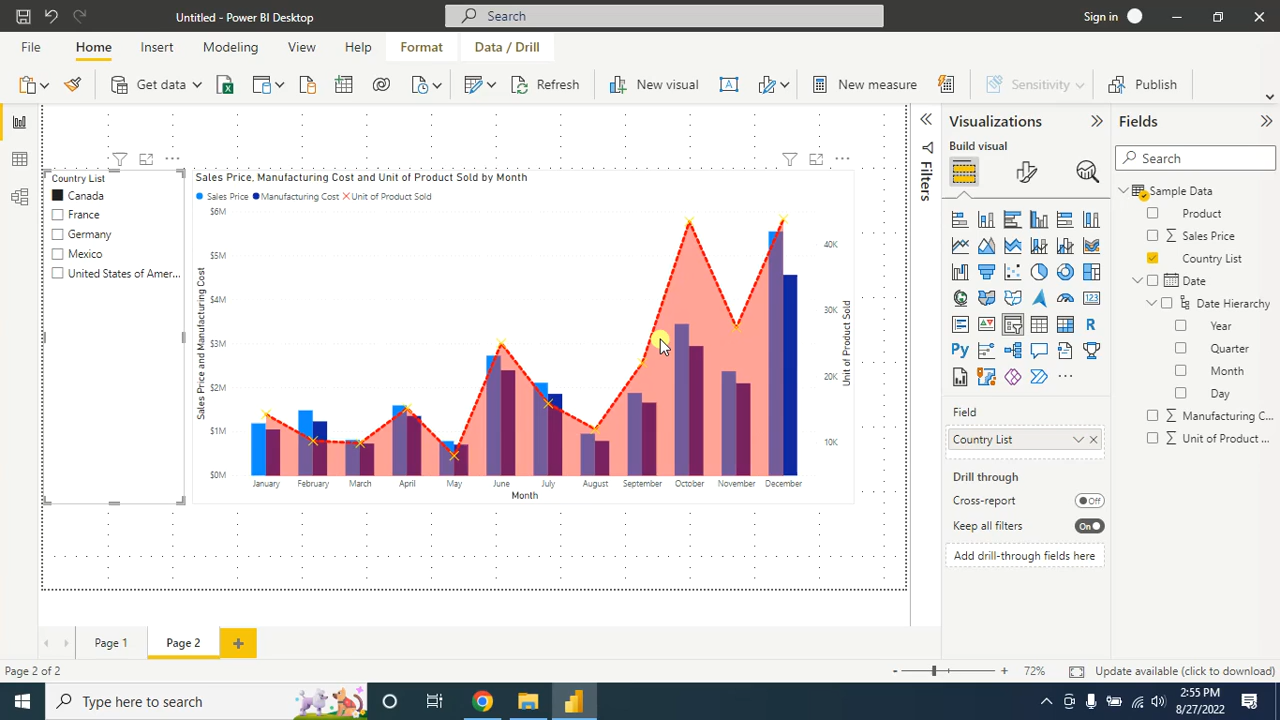 Untitled - Power BI Desktop
Search
Sign in
File
Home
Insert
Modeling
View
Help
Format
Data / Drill
Get data
Refresh
New visual
New measure
Sensitivity
Publish
Country List
Canada
France
Germany
Mexico
United States of Amer...
Sales Price, Manufacturing Cost and Unit of Product Sold by Month
Sales Price Manufacturing Cost Unit of Product Sold
$6M
$5M
$4M
$3M
$2M
$1M
$0M
Sales Price and Manufacturing Cost
40K
30K
20K
10K
Unit of Product Sold
January February March April May June July August September October November December
Month
Filters
Visualizations
Build visual
R
Py
123
Field
Country List
Drill through
Cross-report
Off
Keep all filters
On
Add drill-through fields here
Fields
Search
Sample Data
Product
Sales Price
Country List
Date
Date Hierarchy
Year
Quarter
Month
Day
Manufacturing C...
Unit of Product ...
Page 1
Page 2
Page 2 of 2
- + 72%
Update available (click to download)
Type here to search
2:55 PM
8/27/2022